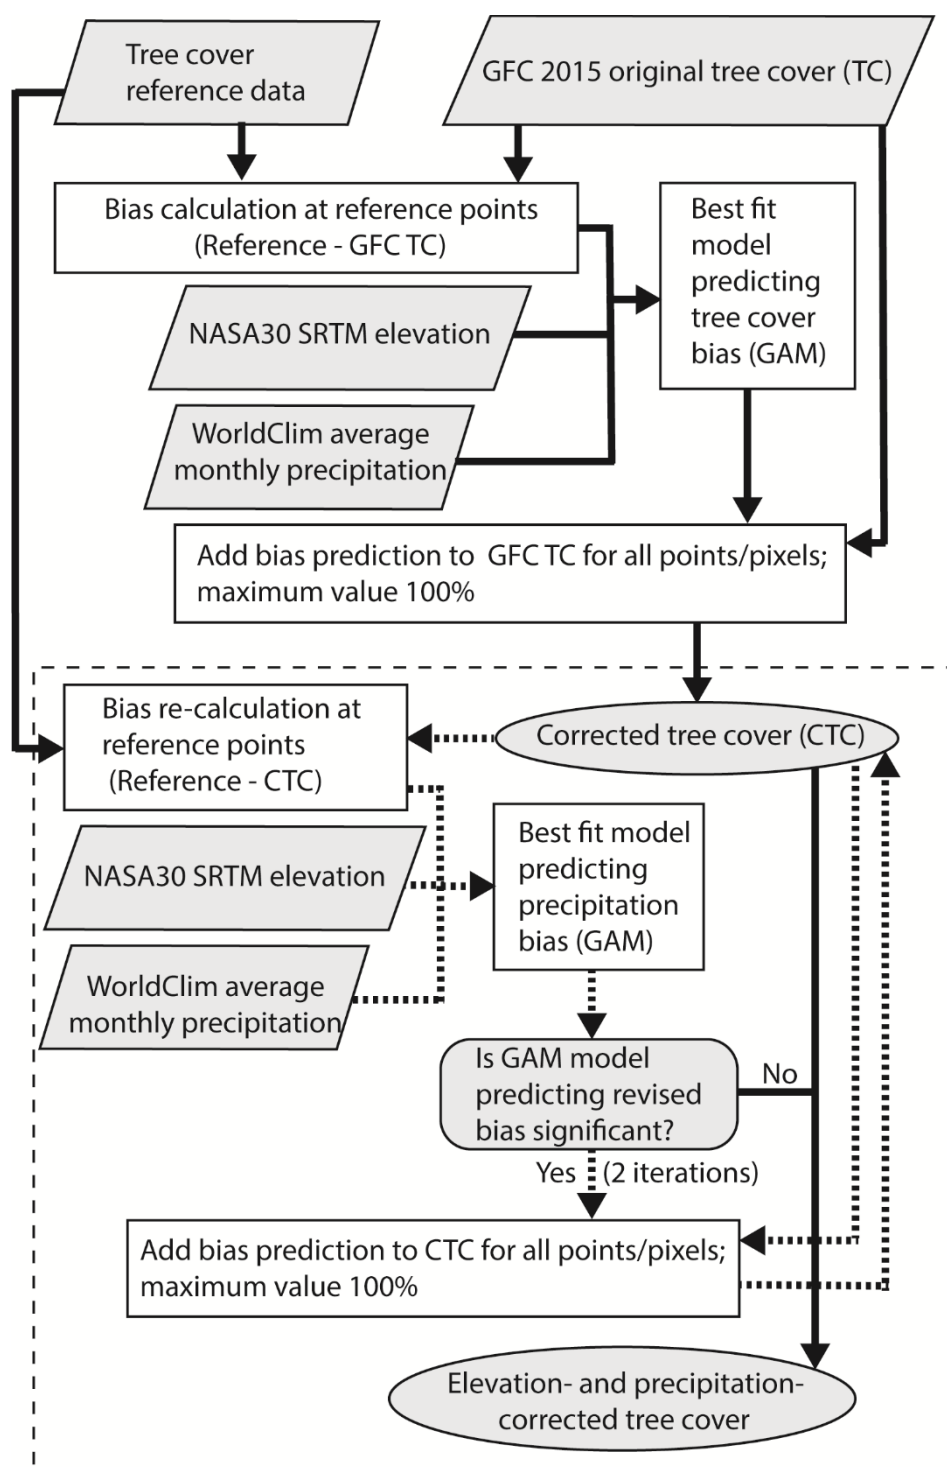 Tree cover
reference data
GFC 2015 original tree cover (TC)
Bias calculation at reference points
(Reference - GFC TC)
Best fit
model
predicting
tree cover
bias (GAM)
NASA30 SRTM elevation
WorldClim average
monthly precipitation
Add bias prediction to GFC TC for all points/pixels;
maximum value 100%
Bias re-calculation at
reference points
(Reference - CTC)
Corrected tree cover (CTC)
NASA30 SRTM elevation
Best fit model
predicting
precipitation
bias (GAM)
WorldClim average
monthly precipitation
Is GAM model
predicting revised
bias significant?
No
Yes (2 iterations)
Add bias prediction to CTC for all points/pixels;
maximum value 100%
Elevation- and precipitation-
corrected tree cover